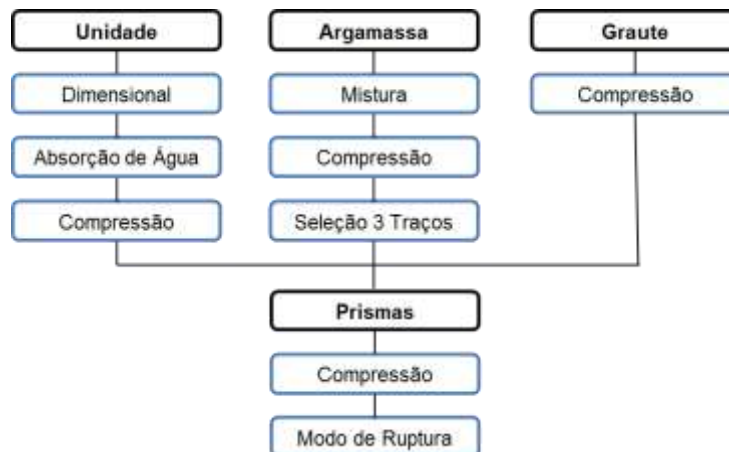 Unidade
Argamassa
Graute
Dimensional
Mistura
Compressão
Absorção de Água
Compressão
Compressão
Seleção 3 Traços
Prismas
Compressão
Modo de Ruptura